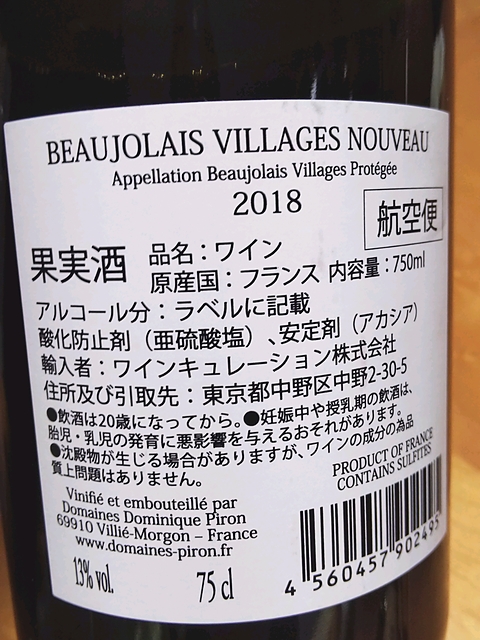 BEAUJOLAIS VILLAGES NOUVEAU
Appellation Beaujolais Villages Protégée
2018
航空便
果実酒
品名：ワイン
原産国：フランス 内容量：750ml
アルコール分：ラベルに記載
酸化防止剤（亜硫酸塩）、安定剤（アカシア）
輸入者：ワインキュレーション株式会社
住所及び引取先：東京都中野区中野2-30-5
●飲酒は20歳になってから。●妊娠中や授乳期の飲酒は、
胎児・乳児の発育に悪影響を与えるおそれがあります。
●沈殿物が生じる場合がありますが、ワインの成分の為品
質上問題はありません。
PRODUCT OF FRANCE
CONTAINS SULFITES
Vinifié et embouteillé par
Domaines Dominique Piron
69910 Villié-Morgon – France
www.domaines-piron.fr
13% vol.
75 cl
4 560457 902495